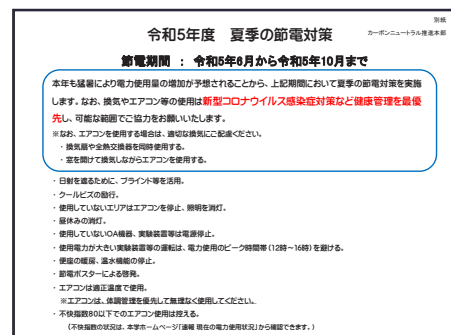 別紙
令和5年度　夏季の節電対策
カーボンニュートラル推進本部
節電期間　：　令和5年6月から令和5年10月まで
本年も猛暑により電力使用量の増加が予想されることから、上記期間において夏季の節電対策を実施
します。なお、換気やエアコン等の使用は新型コロナウイルス感染症対策など健康管理を最優
先し、可能な範囲でご協力をお願いいたします。
※なお、エアコンを使用する場合は、適切な換気にご配慮ください。
・換気扇や全熱交換器を同時使用する。
・窓を開けて換気しながらエアコンを使用する。
・日射を遮るために、ブラインド等を活用。
・クールビズの励行。
・使用していないエリアはエアコンを停止、照明を消灯。
・昼休みの消灯。
・使用していないOA機器、実験装置等は電源停止。
・使用電力が大きい実験装置等の運転は、電力使用のピーク時間帯（12時～16時）を避ける。
・便座の暖房、温水機能の停止。
・節電ポスターによる啓発。
・エアコンは適正温度で使用。
※エアコンは、体調管理を優先して無理なく使用してください。
・不快指数80以下でのエアコン使用は控える。
（不快指数の状況は、本学ホームページ「速報 現在の電力使用状況」から確認できます。）